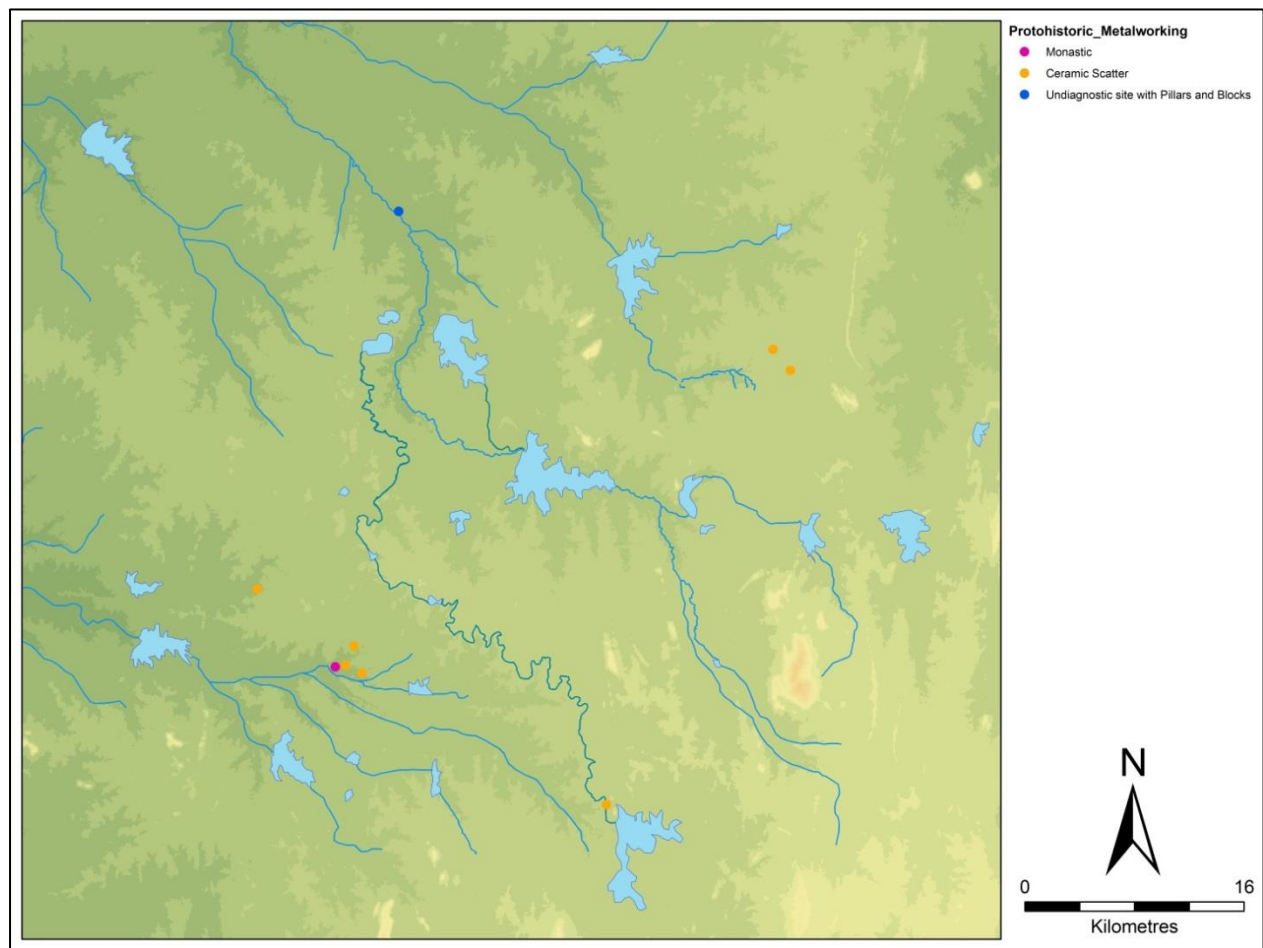 Protohistoric_Metalworking
Monastic
Ceramic Scatter
Undiagnostic site with Pillars and Blocks
N
0 16
Kilometres